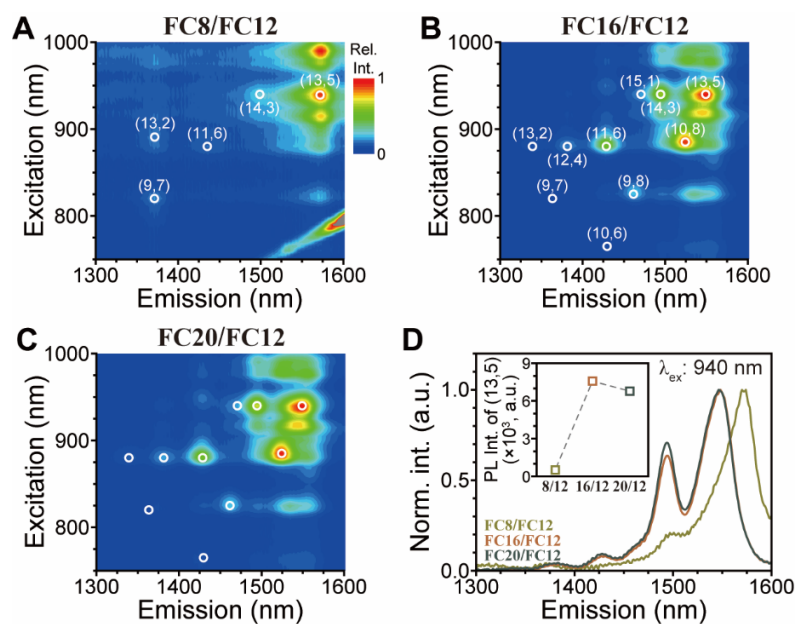 A
FC8/FC12
Excitation (nm)
1000
900
800
1300
1400
1500
1600
Emission (nm)
(13,5)
(14,3)
(13,2)
(11,6)
(9,7)
Rel.
Int.
1
0
B
FC16/FC12
Excitation (nm)
1000
900
800
1300
1400
1500
1600
Emission (nm)
(15,1)
(13,5)
(14,3)
(13,2)
(11,6)
(10,8)
(12,4)
(9,7)
(9,8)
(10,6)
C
FC20/FC12
Excitation (nm)
1000
900
800
1300
1400
1500
1600
Emission (nm)
D
λex: 940 nm
Norm. int. (a.u.)
1.0
0.5
0.0
PL Int. of (13,5)
(×10³, a.u.)
9
6
3
0
8/12 16/12 20/12
FC8/FC12
FC16/FC12
FC20/FC12
1300
1400
1500
1600
Emission (nm)